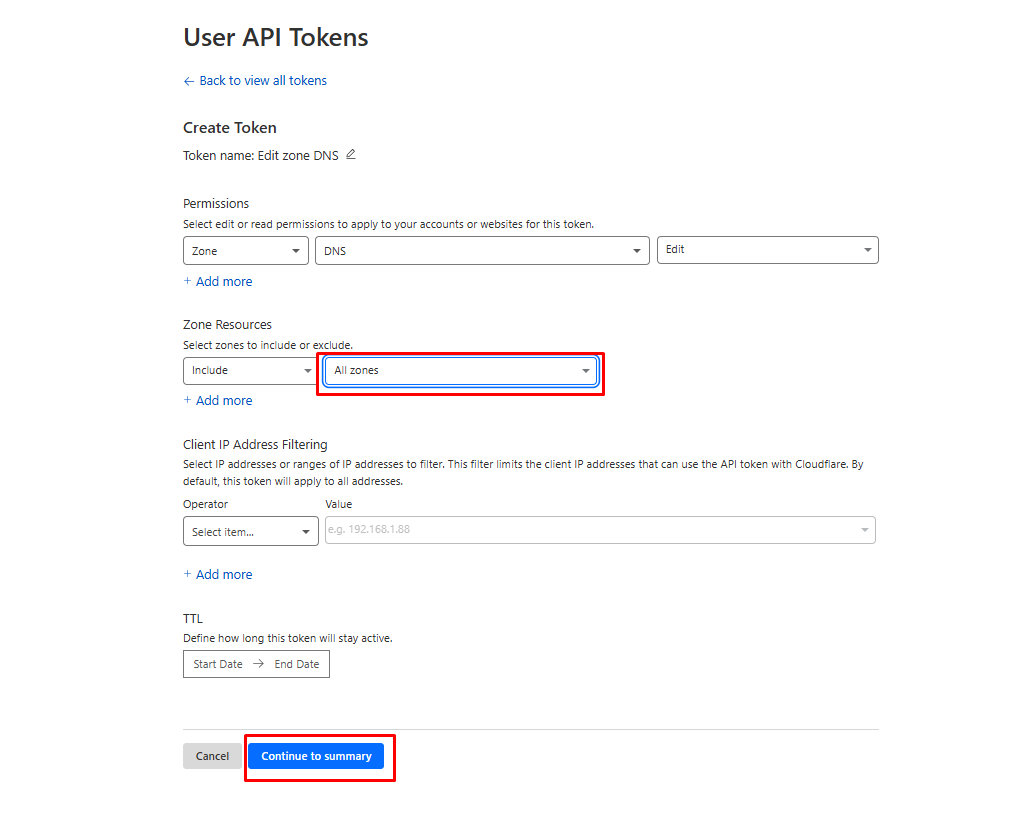 User API Tokens
← Back to view all tokens
Create Token
Token name: Edit zone DNS
Permissions
Select edit or read permissions to apply to your accounts or websites for this token.
Zone DNS Edit
+ Add more
Zone Resources
Select zones to include or exclude.
Include All zones
+ Add more
Client IP Address Filtering
Select IP addresses or ranges of IP addresses to filter. This filter limits the client IP addresses that can use the API token with Cloudflare. By
default, this token will apply to all addresses.
Operator Value
Select item... e.g. 192.168.1.88
+ Add more
TTL
Define how long this token will stay active.
Start Date → End Date
Cancel Continue to summary